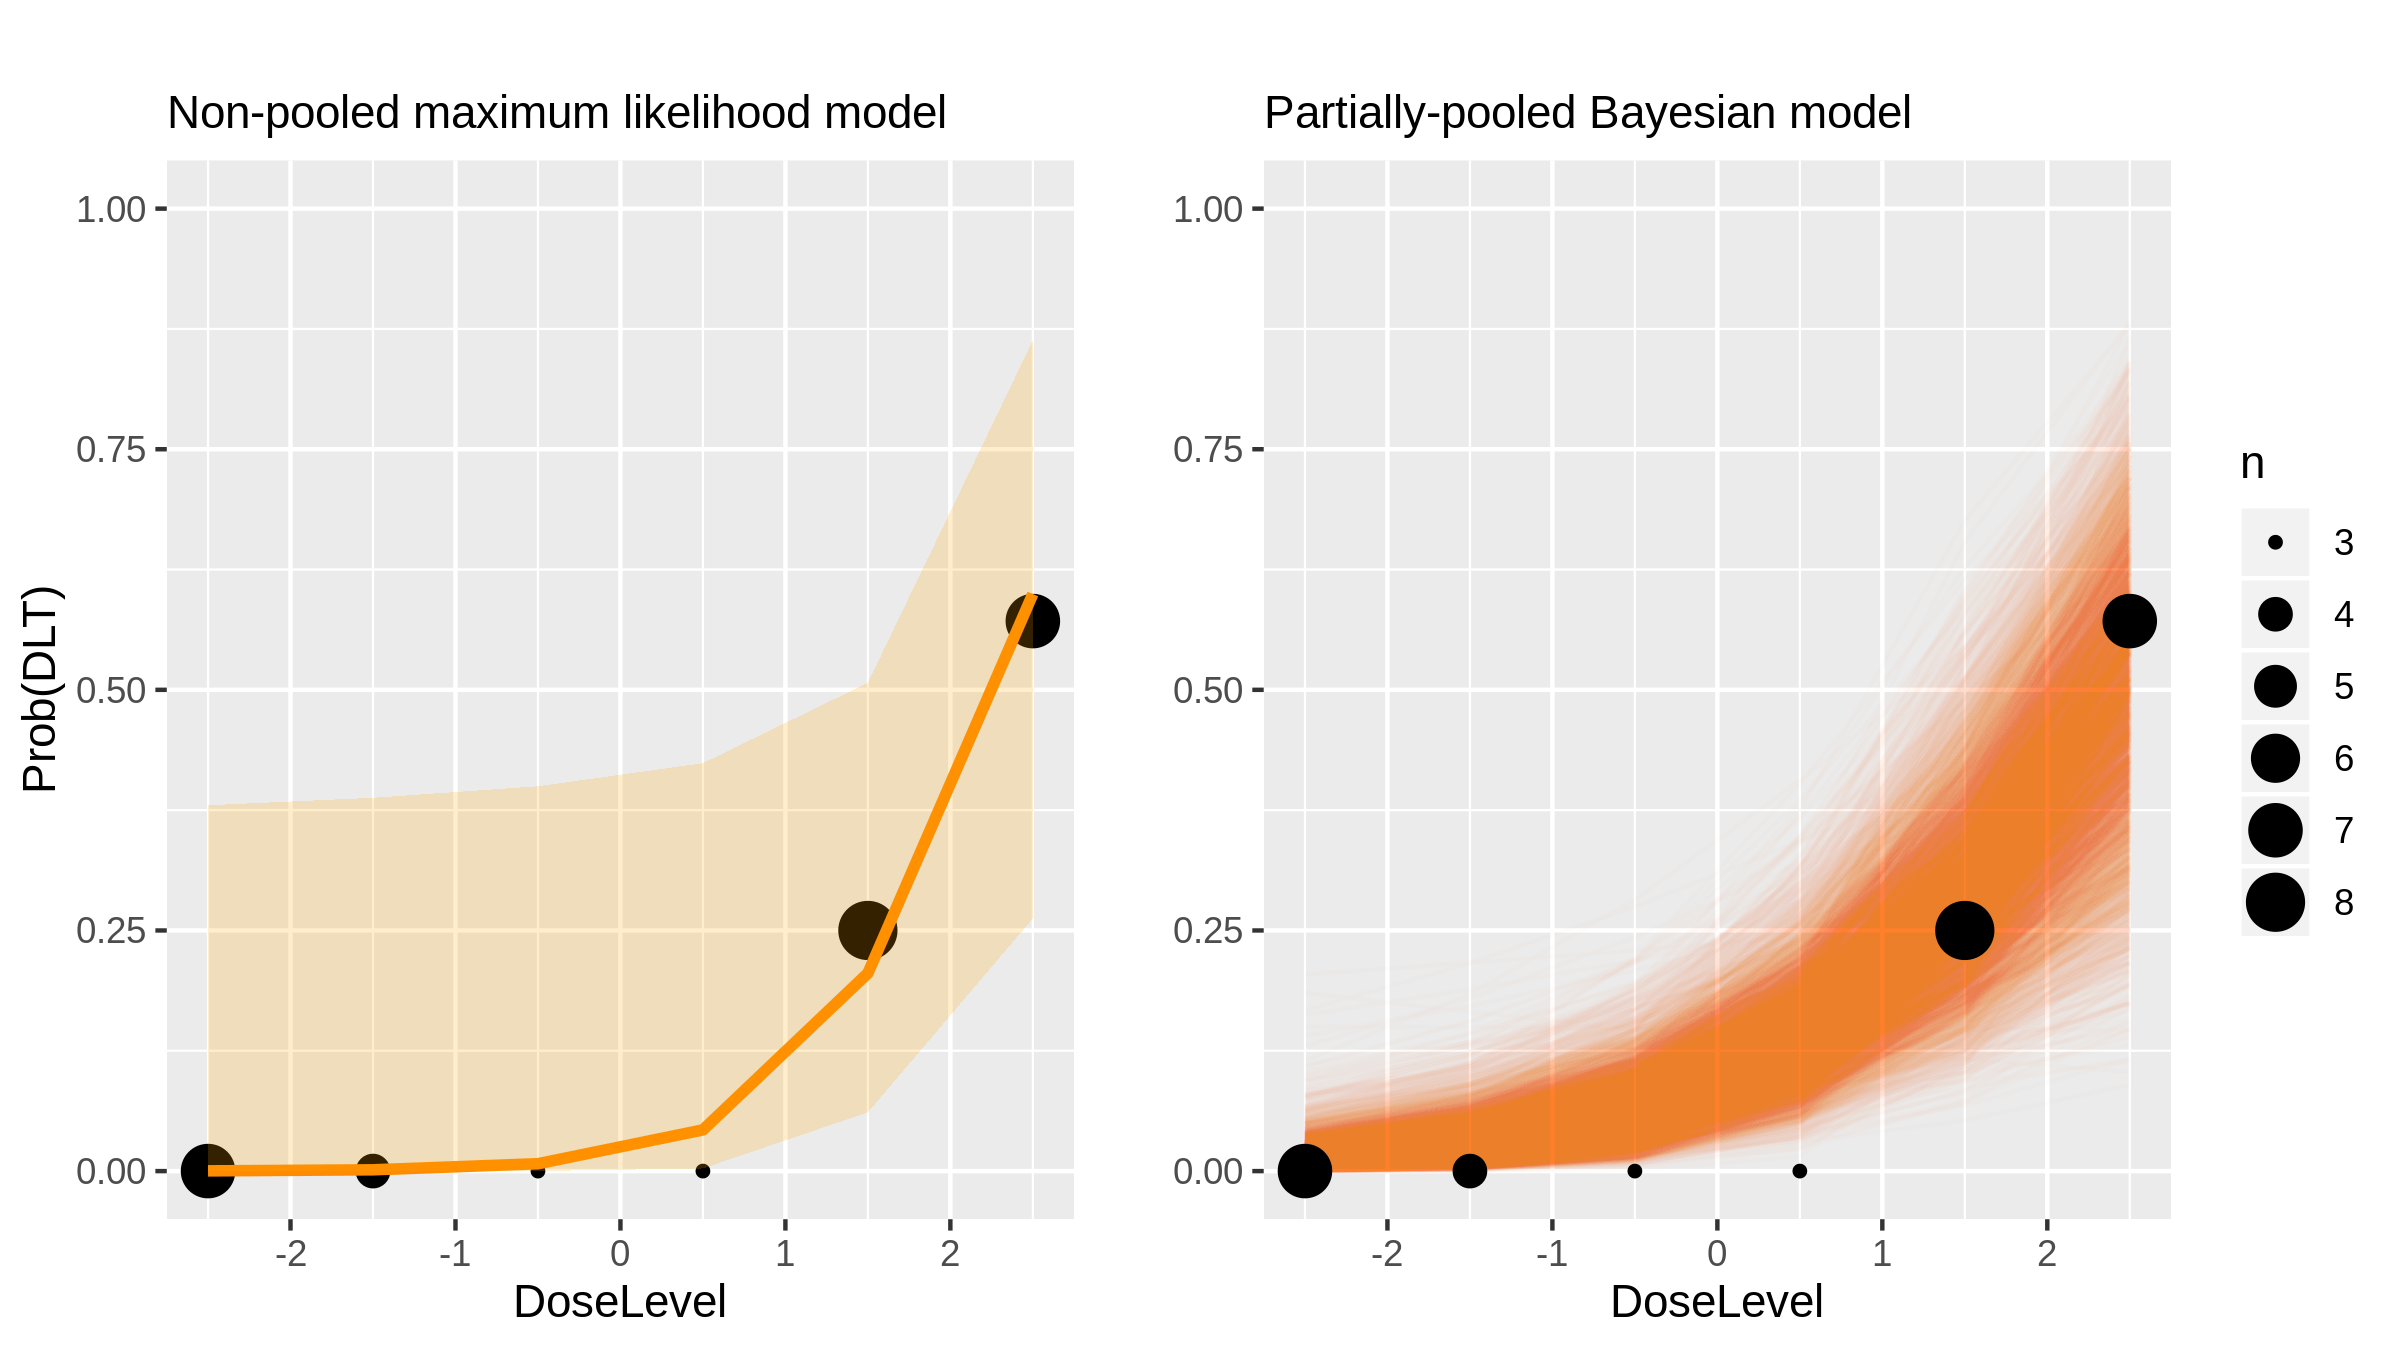 Non-pooled maximum likelihood model
Partially-pooled Bayesian model
Prob(DLT)
1.00
0.75
0.50
0.25
0.00
-2 -1 0 1 2
DoseLevel
1.00
0.75
0.50
0.25
0.00
-2 -1 0 1 2
DoseLevel
n
3
4
5
6
7
8